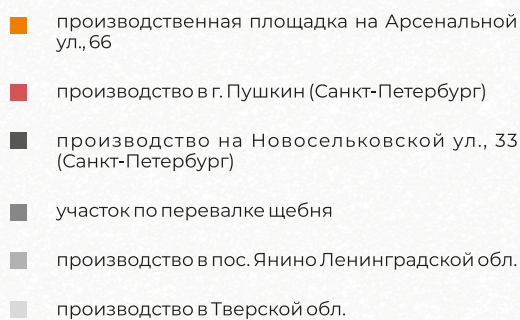 производственная площадка на Арсенальной
ул., 66
производство в г. Пушкин (Санкт-Петербург)
производство на Новосельковской ул., 33
(Санкт-Петербург)
участок по перевалке щебня
производство в пос. Янино Ленинградской обл.
производство в Тверской обл.